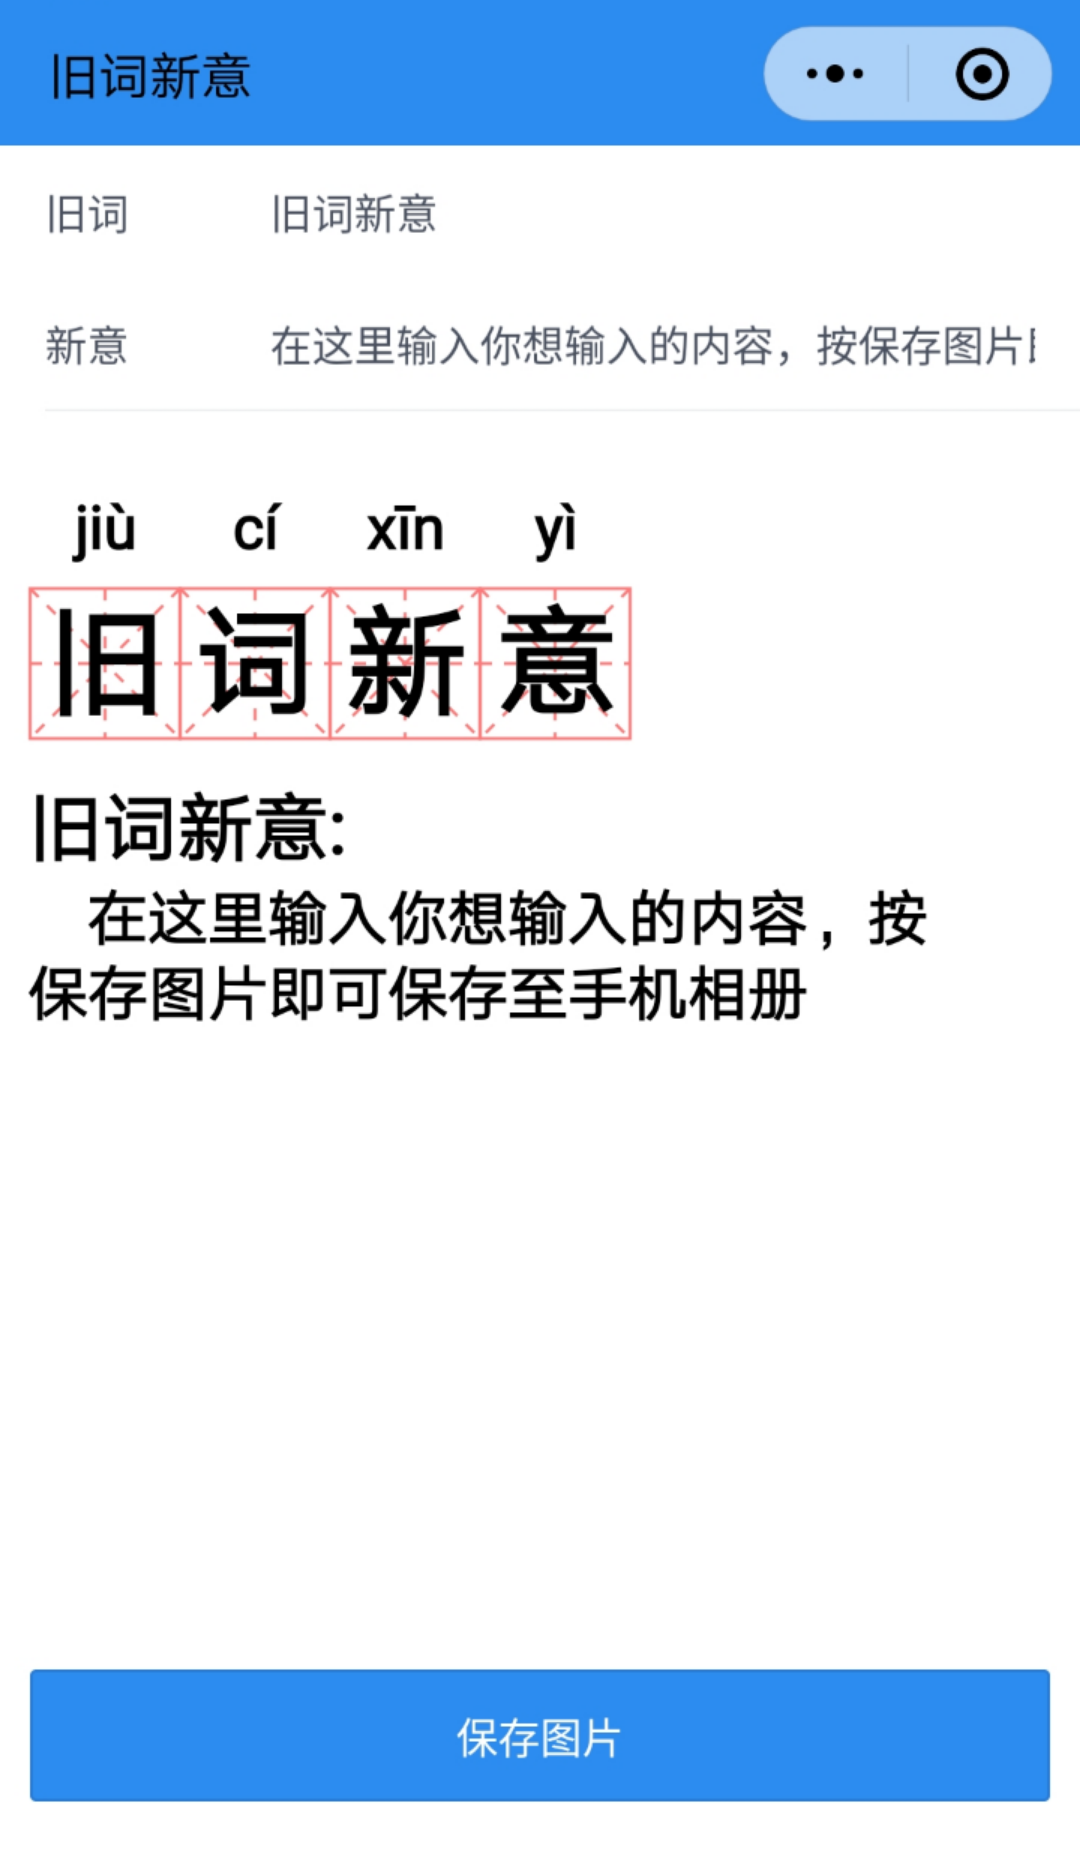 旧词新意
旧词 旧词新意
新意 在这里输入你想输入的内容，按保存图片
jiù cí xīn yì
旧词新意
旧词新意:
在这里输入你想输入的内容，按
保存图片即可保存至手机相册
保存图片